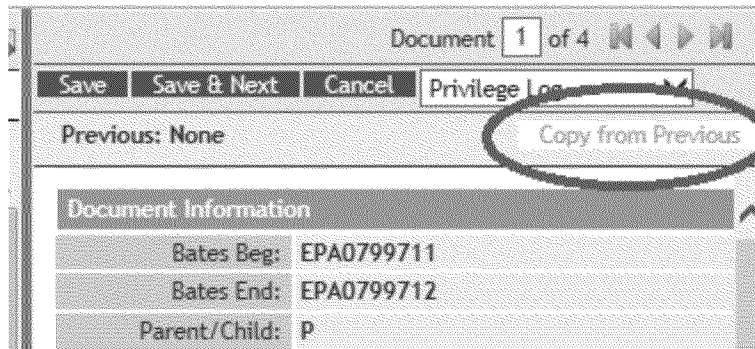 Document 1 of 4
Save Save & Next Cancel Privilege Log
Previous: None Copy from Previous
Document Information
Bates Beg: EPA0799711
Bates End: EPA0799712
Parent/Child: P